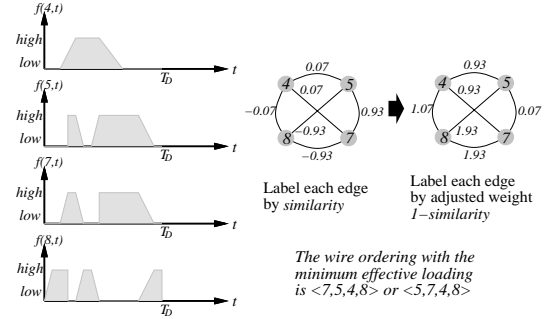 f(4,t)
high
low
T_D
t
f(5,t)
high
low
T_D
t
f(7,t)
high
low
T_D
t
f(8,t)
high
low
T_D
t
0.07
4 5
0.07
−0.07 0.93
−0.93
8 7
−0.93
0.93
4 5
0.93
1.07 0.07
1.93
8 7
1.93
Label each edge
by similarity
Label each edge
by adjusted weight
1−similarity
The wire ordering with the
minimum effective loading
is <7,5,4,8> or <5,7,4,8>